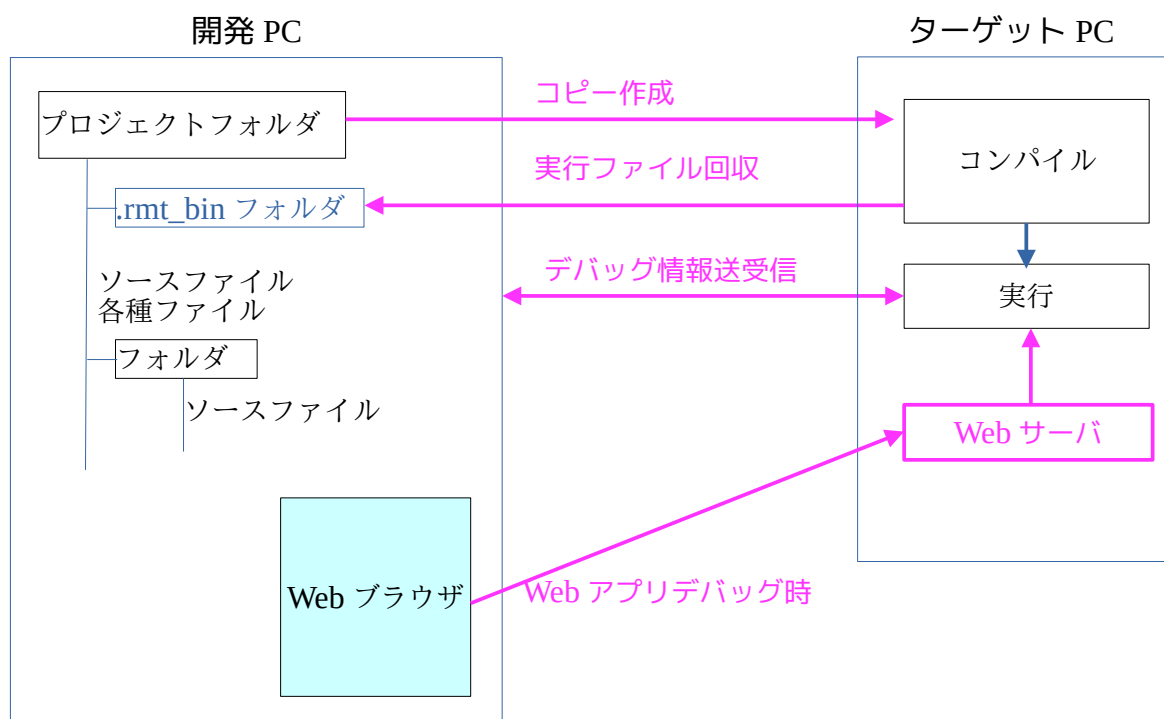 開発 PC
ターゲット PC
コピー作成
プロジェクトフォルダ
コンパイル
実行ファイル回収
.rmt_bin フォルダ
デバッグ情報送受信
ソースファイル
各種ファイル
実行
フォルダ
ソースファイル
Web サーバ
Web ブラウザ
Web アプリデバッグ時